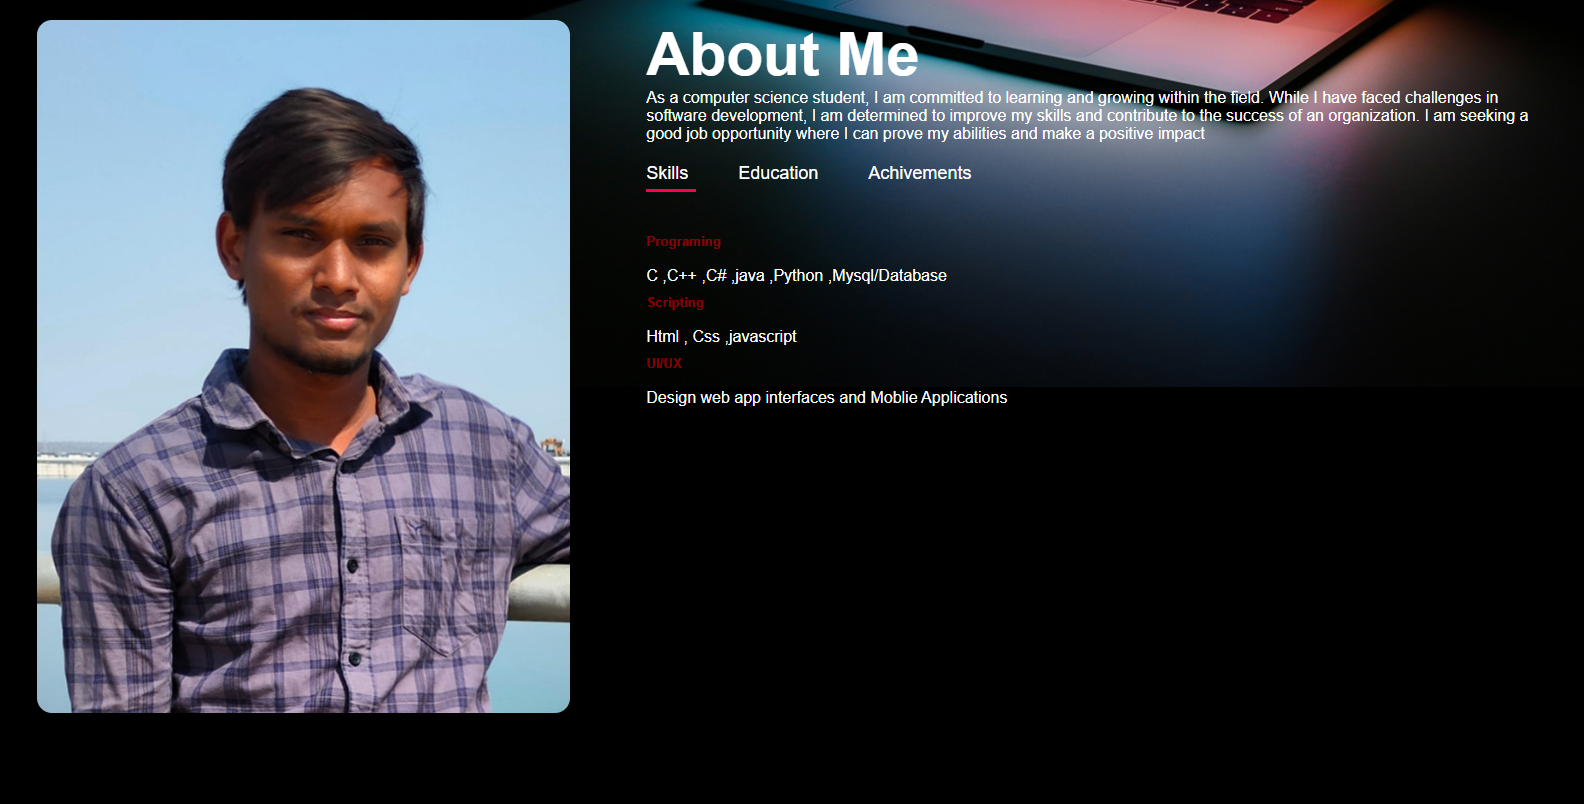 About Me
As a computer science student, I am committed to learning and growing within the field. While I have faced challenges in
software development, I am determined to improve my skills and contribute to the success of an organization. I am seeking a
good job opportunity where I can prove my abilities and make a positive impact
Skills Education Achivements
Programing
C ,C++ ,C# ,java ,Python ,Mysql/Database
Scripting
Html , Css ,javascript
UI/UX
Design web app interfaces and Moblie Applications